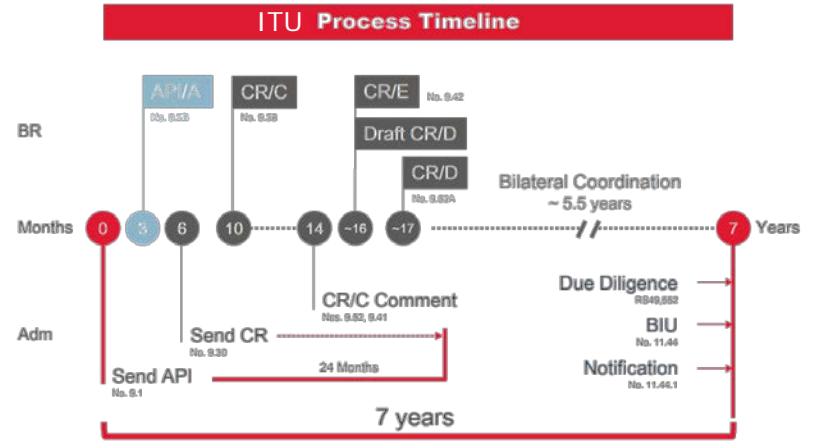 ITU Process Timeline
API/A
No. 9.2B
CR/C
No. 9.38
CR/E No. 9.42
Draft CR/D
CR/D
No. 9.52A
BR
Bilateral Coordination
~ 5.5 years
Months 0 3 6 10 14 ~16 ~17 7 Years
Due Diligence
RS49,552
BIU
No. 11.44
Notification
No. 11.44.1
CR/C Comment
Nos. 9.52, 9.41
Adm
Send CR
No. 9.30
24 Months
Send API
No. 9.1
7 years